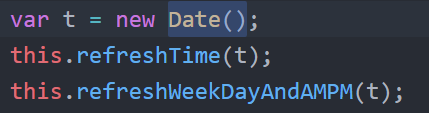 var t = new Date();
this.refreshTime(t);
this.refreshWeekDayAndAMPM(t);